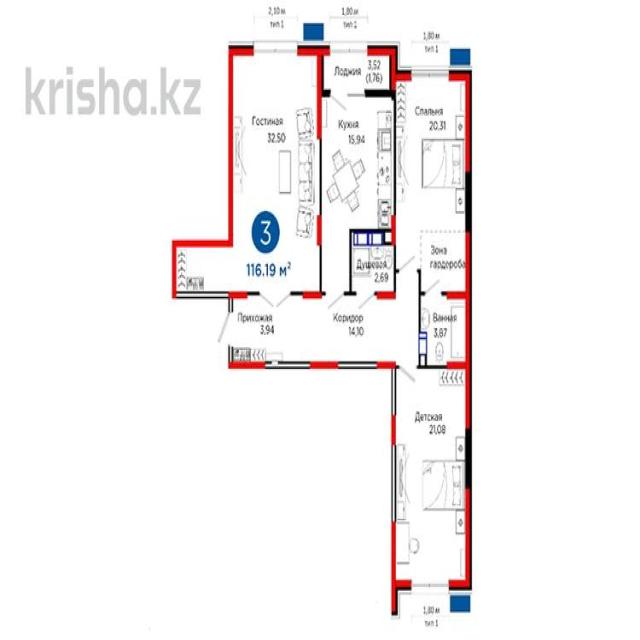 2,10 м
тип 1
1,80 м
тип 2
1,80 м
тип 1
krisha.kz
Лоджия
3,52
(1,76)
Гостиная
32.50
Кухня
15,94
Спальня
20.31
3
116.19 м²
Душевая
2,69
Зона
гардероба
Прихожая
3.94
Коридор
14,10
Ванная
3,87
Детская
21,08
1,80 м
тип 1